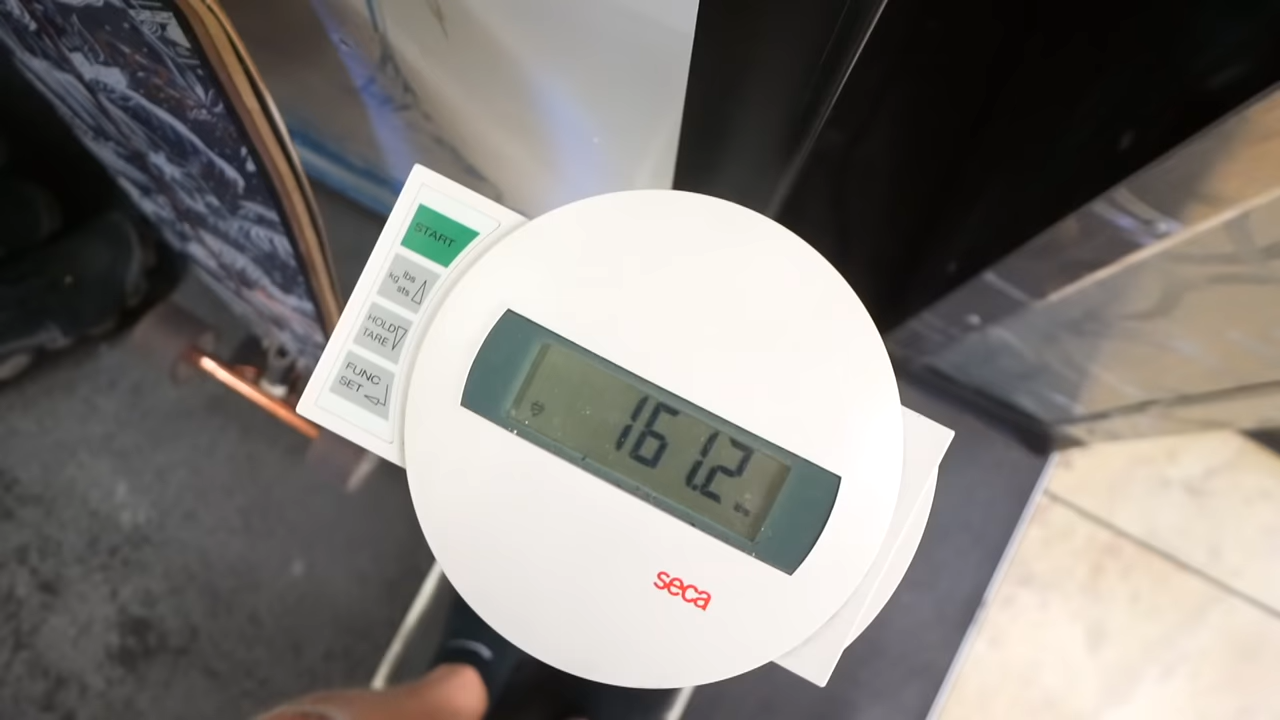 START
lbs
kg sts
HOLD
TARE
FUNC
SET
161.2
seca